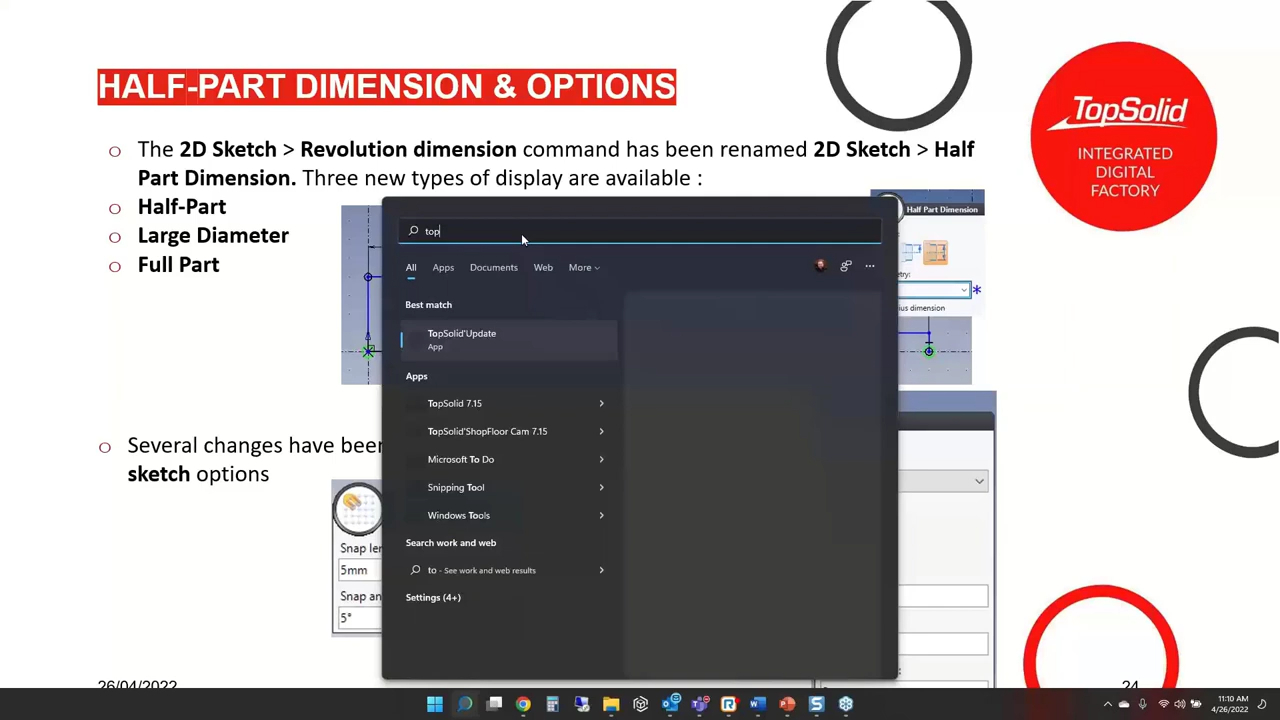 HALF-PART DIMENSION & OPTIONS
TopSolid
INTEGRATED
DIGITAL
FACTORY
o The 2D Sketch > Revolution dimension command has been renamed 2D Sketch > Half
Part Dimension. Three new types of display are available :
o Half-Part
o Large Diameter
o Full Part
Half Part Dimension
top
All Apps Documents Web More
Best match
TopSolid'Update
App
Apps
TopSolid 7.15
TopSolid'ShopFloor Cam 7.15
Microsoft To Do
Snipping Tool
Windows Tools
Search work and web
to - See work and web results
Settings (4+)
o Several changes have been
sketch options
5mm
5°
26/04/2022
24
11:10 AM
4/26/2022